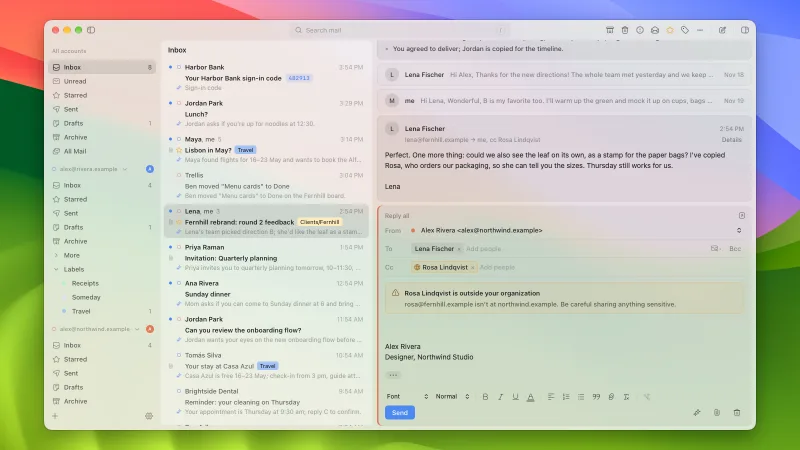 Search mail
All accounts
Inbox 8
Unread
Starred
Sent
Drafts 1
Archive
All Mail
alex@rivera.example 4
Inbox 4
Starred
Sent
Drafts 1
Archive
More
Labels
Receipts
Someday
Travel 1
alex@northwind.example 4
Inbox 4
Starred
Sent
Drafts
Archive
Inbox
Harbor Bank 3:54 PM
Your Harbor Bank sign-in code 682913
Sign-in code
Jordan Park 3:29 PM
Lunch?
Jordan asks if you're up for noodles at 12:30.
Maya, me 5 3:14 PM
Lisbon in May? Travel
Maya found flights for 16–23 May and wants to book the Alf…
Trellis 3:04 PM
Ben moved "Menu cards" to Done
Ben moved "Menu cards" to Done on the Fernhill board.
Lena, me 5 2:54 PM
Fernhill rebrand: round 2 feedback Clients/Fernhill
Lena's team picked direction B; she'd like the leaf as a stam…
Priya Raman 1:54 PM
Invitation: Quarterly planning
Priya invites you to quarterly planning tomorrow, 10–11:30, …
Ana Rivera 12:54 PM
Sunday dinner
Mom asks if you can come to Sunday dinner at 6 and bring …
Jordan Park 11:54 AM
Can you review the onboarding flow?
Jordan wants your eyes on the new onboarding flow before …
Tomás Silva 10:54 AM
Your stay at Casa Azul Travel
Casa Azul is free 16–23 May; check-in from 3 pm, guide att…
Brightside Dental 9:54 AM
Reminder: your cleaning on Thursday
Your appointment is Thursday at 9:30 am; reply C to confirm.
You agreed to deliver; Jordan is copied for the timeline.
L Lena Fischer Hi Alex, Thanks for the new directions! The whole team met yesterday and we keep … Nov 18
M me Hi Lena, Wonderful, B is my favorite too. I'll warm up the green and mock it up on cups, bags … Nov 19
L Lena Fischer 2:54 PM
lena@fernhill.example → me, cc Rosa Lindqvist Details
Perfect. One more thing: could we also see the leaf on its own, as a stamp for the paper bags? I've copied
Rosa, who orders our packaging, so she can tell you the sizes. Thursday still works for us.
Lena
Reply all
From Alex Rivera <alex@northwind.example>
To Lena Fischer × Add people Bcc
Cc Rosa Lindqvist × Add people
Rosa Lindqvist is outside your organization
rosa@fernhill.example isn't at northwind.example. Be careful sharing anything sensitive.
Alex Rivera
Designer, Northwind Studio
Font Normal B I U A
Send